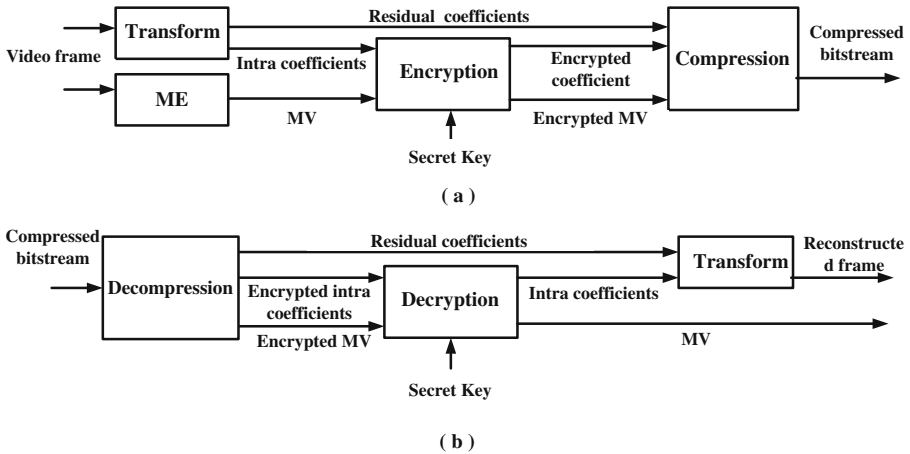 Residual coefficients
Transform
Compressed
bitstream
Video frame
Intra coefficients
Encryption
Encrypted
coefficient
Compression
ME
MV
Encrypted MV
Secret Key
( a )
Compressed
bitstream
Residual coefficients
Reconstructe
d frame
Transform
Decompression
Encrypted intra
coefficients
Decryption
Intra coefficients
Encrypted MV
MV
Secret Key
( b )